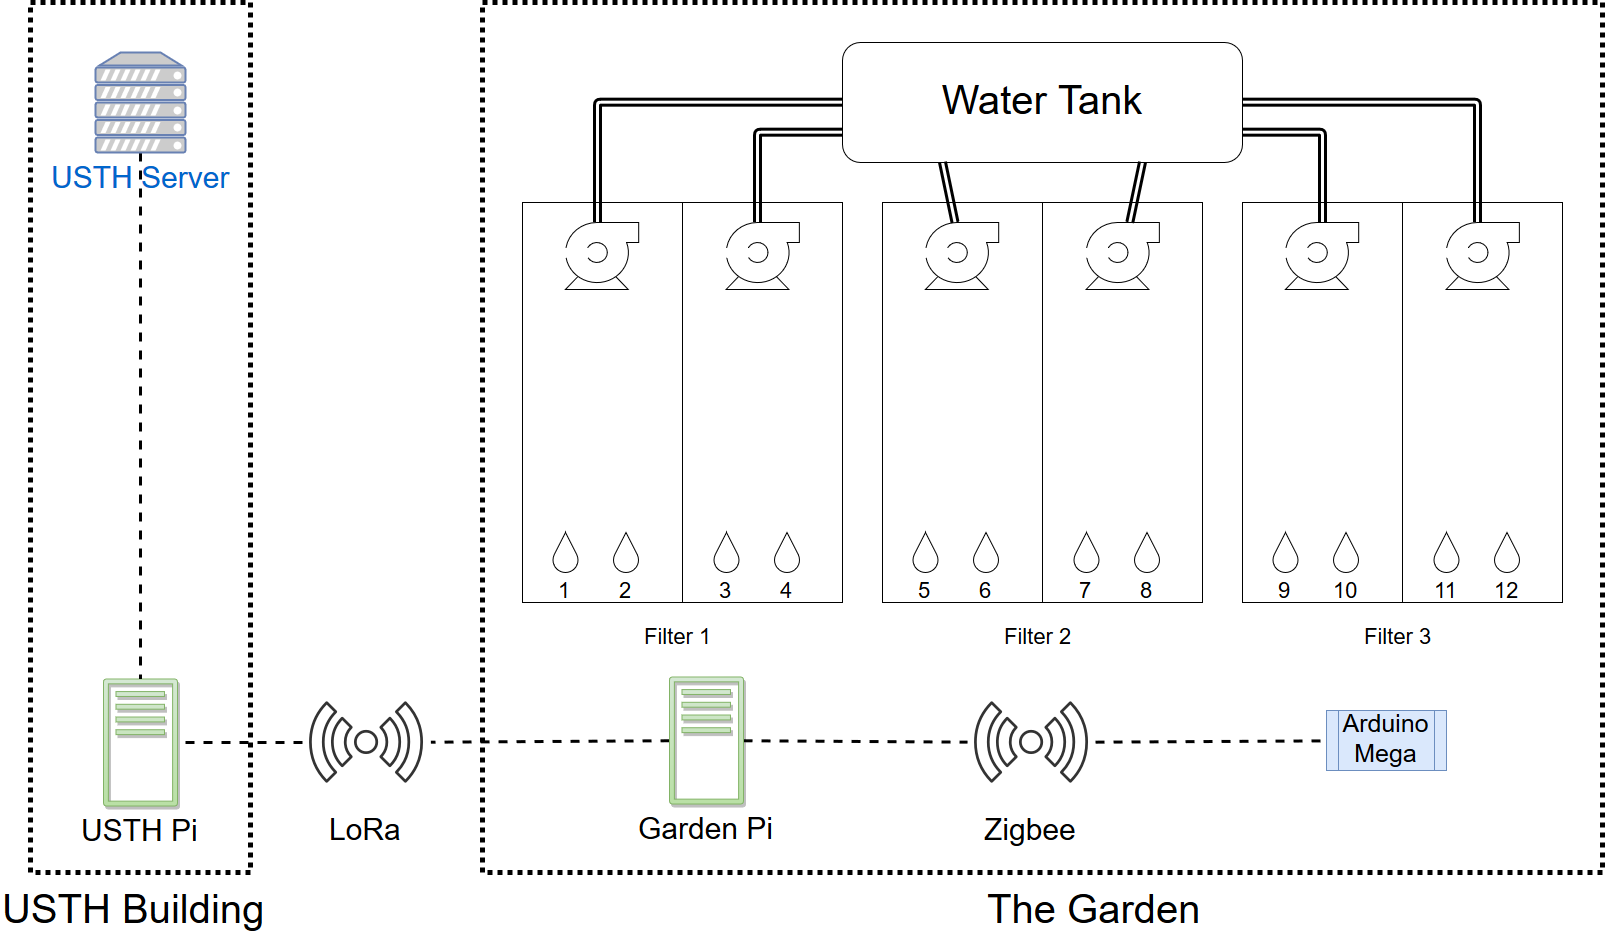 Water Tank
USTH Server
1 2 3 4 5 6 7 8 9 10 11 12
Filter 1 Filter 2 Filter 3
Arduino
Mega
USTH Pi LoRa Garden Pi Zigbee
USTH Building The Garden